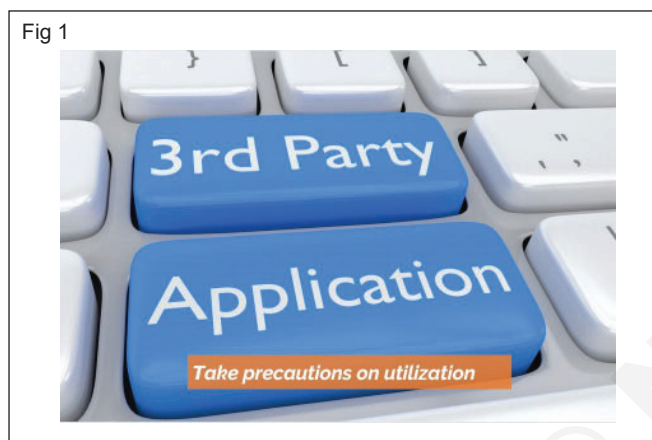 Fig 1
}
[
]
"
' ,
3rd Party
Application
Take precautions on utilization